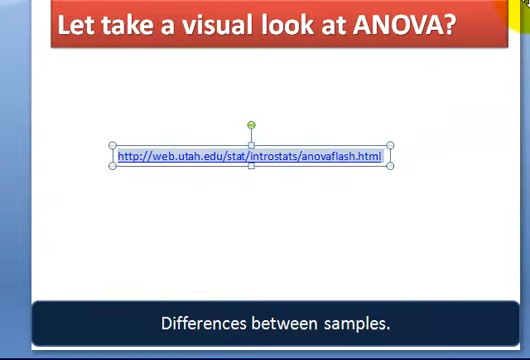 Let take a visual look at ANOVA?
http://web.utah.edu/stat/introstats/anovaflash.html
Differences between samples.